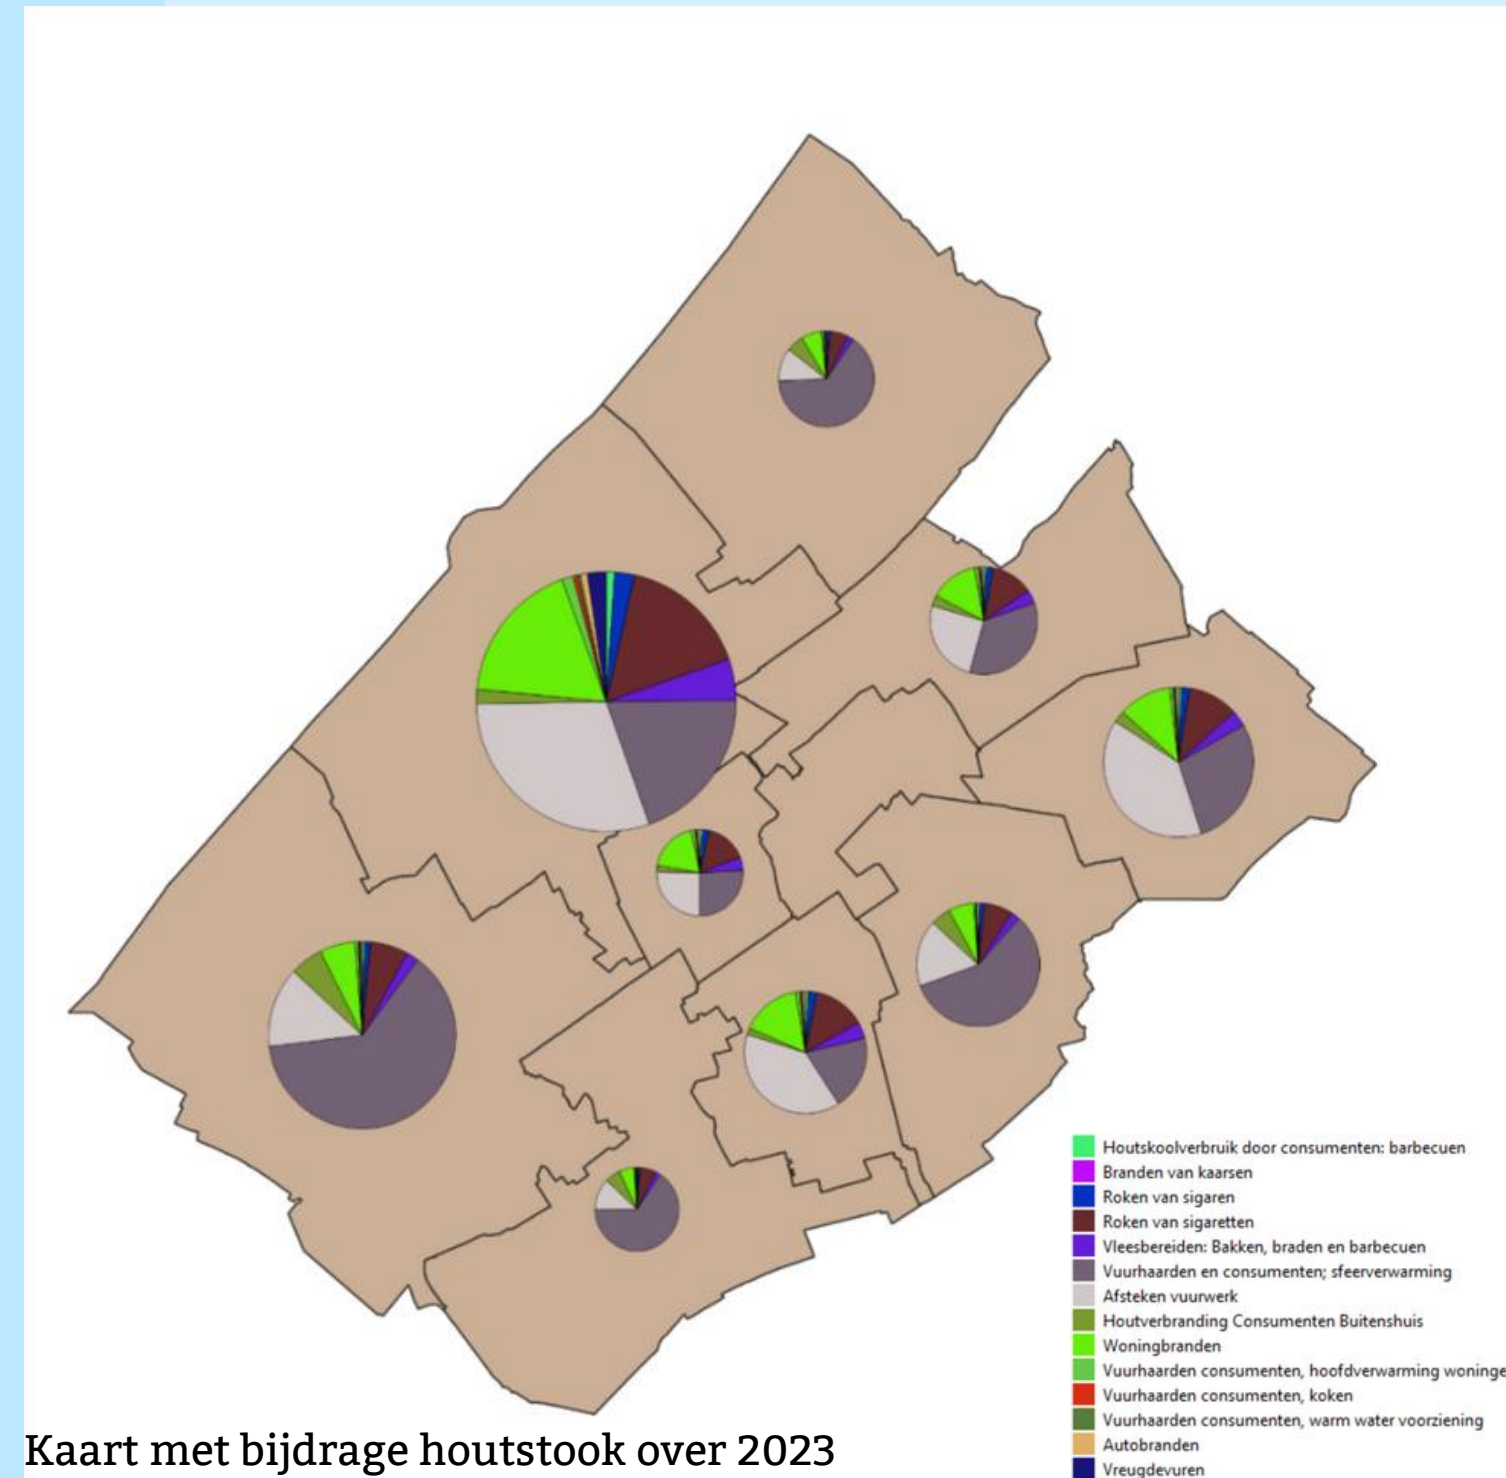 Houtskoolverbruik door consumenten: barbecuen
Branden van kaarsen
Roken van sigaren
Roken van sigaretten
Vleesbereiden: Bakken, braden en barbecuen
Vuurhaarden en consumenten; sfeerverwarming
Afsteken vuurwerk
Houtverbranding Consumenten Buitenshuis
Woningbranden
Vuurhaarden consumenten, hoofdverwarming woninge
Vuurhaarden consumenten, koken
Vuurhaarden consumenten, warm water voorziening
Autobranden
Vreugdevuren
Kaart met bijdrage houtstook over 2023